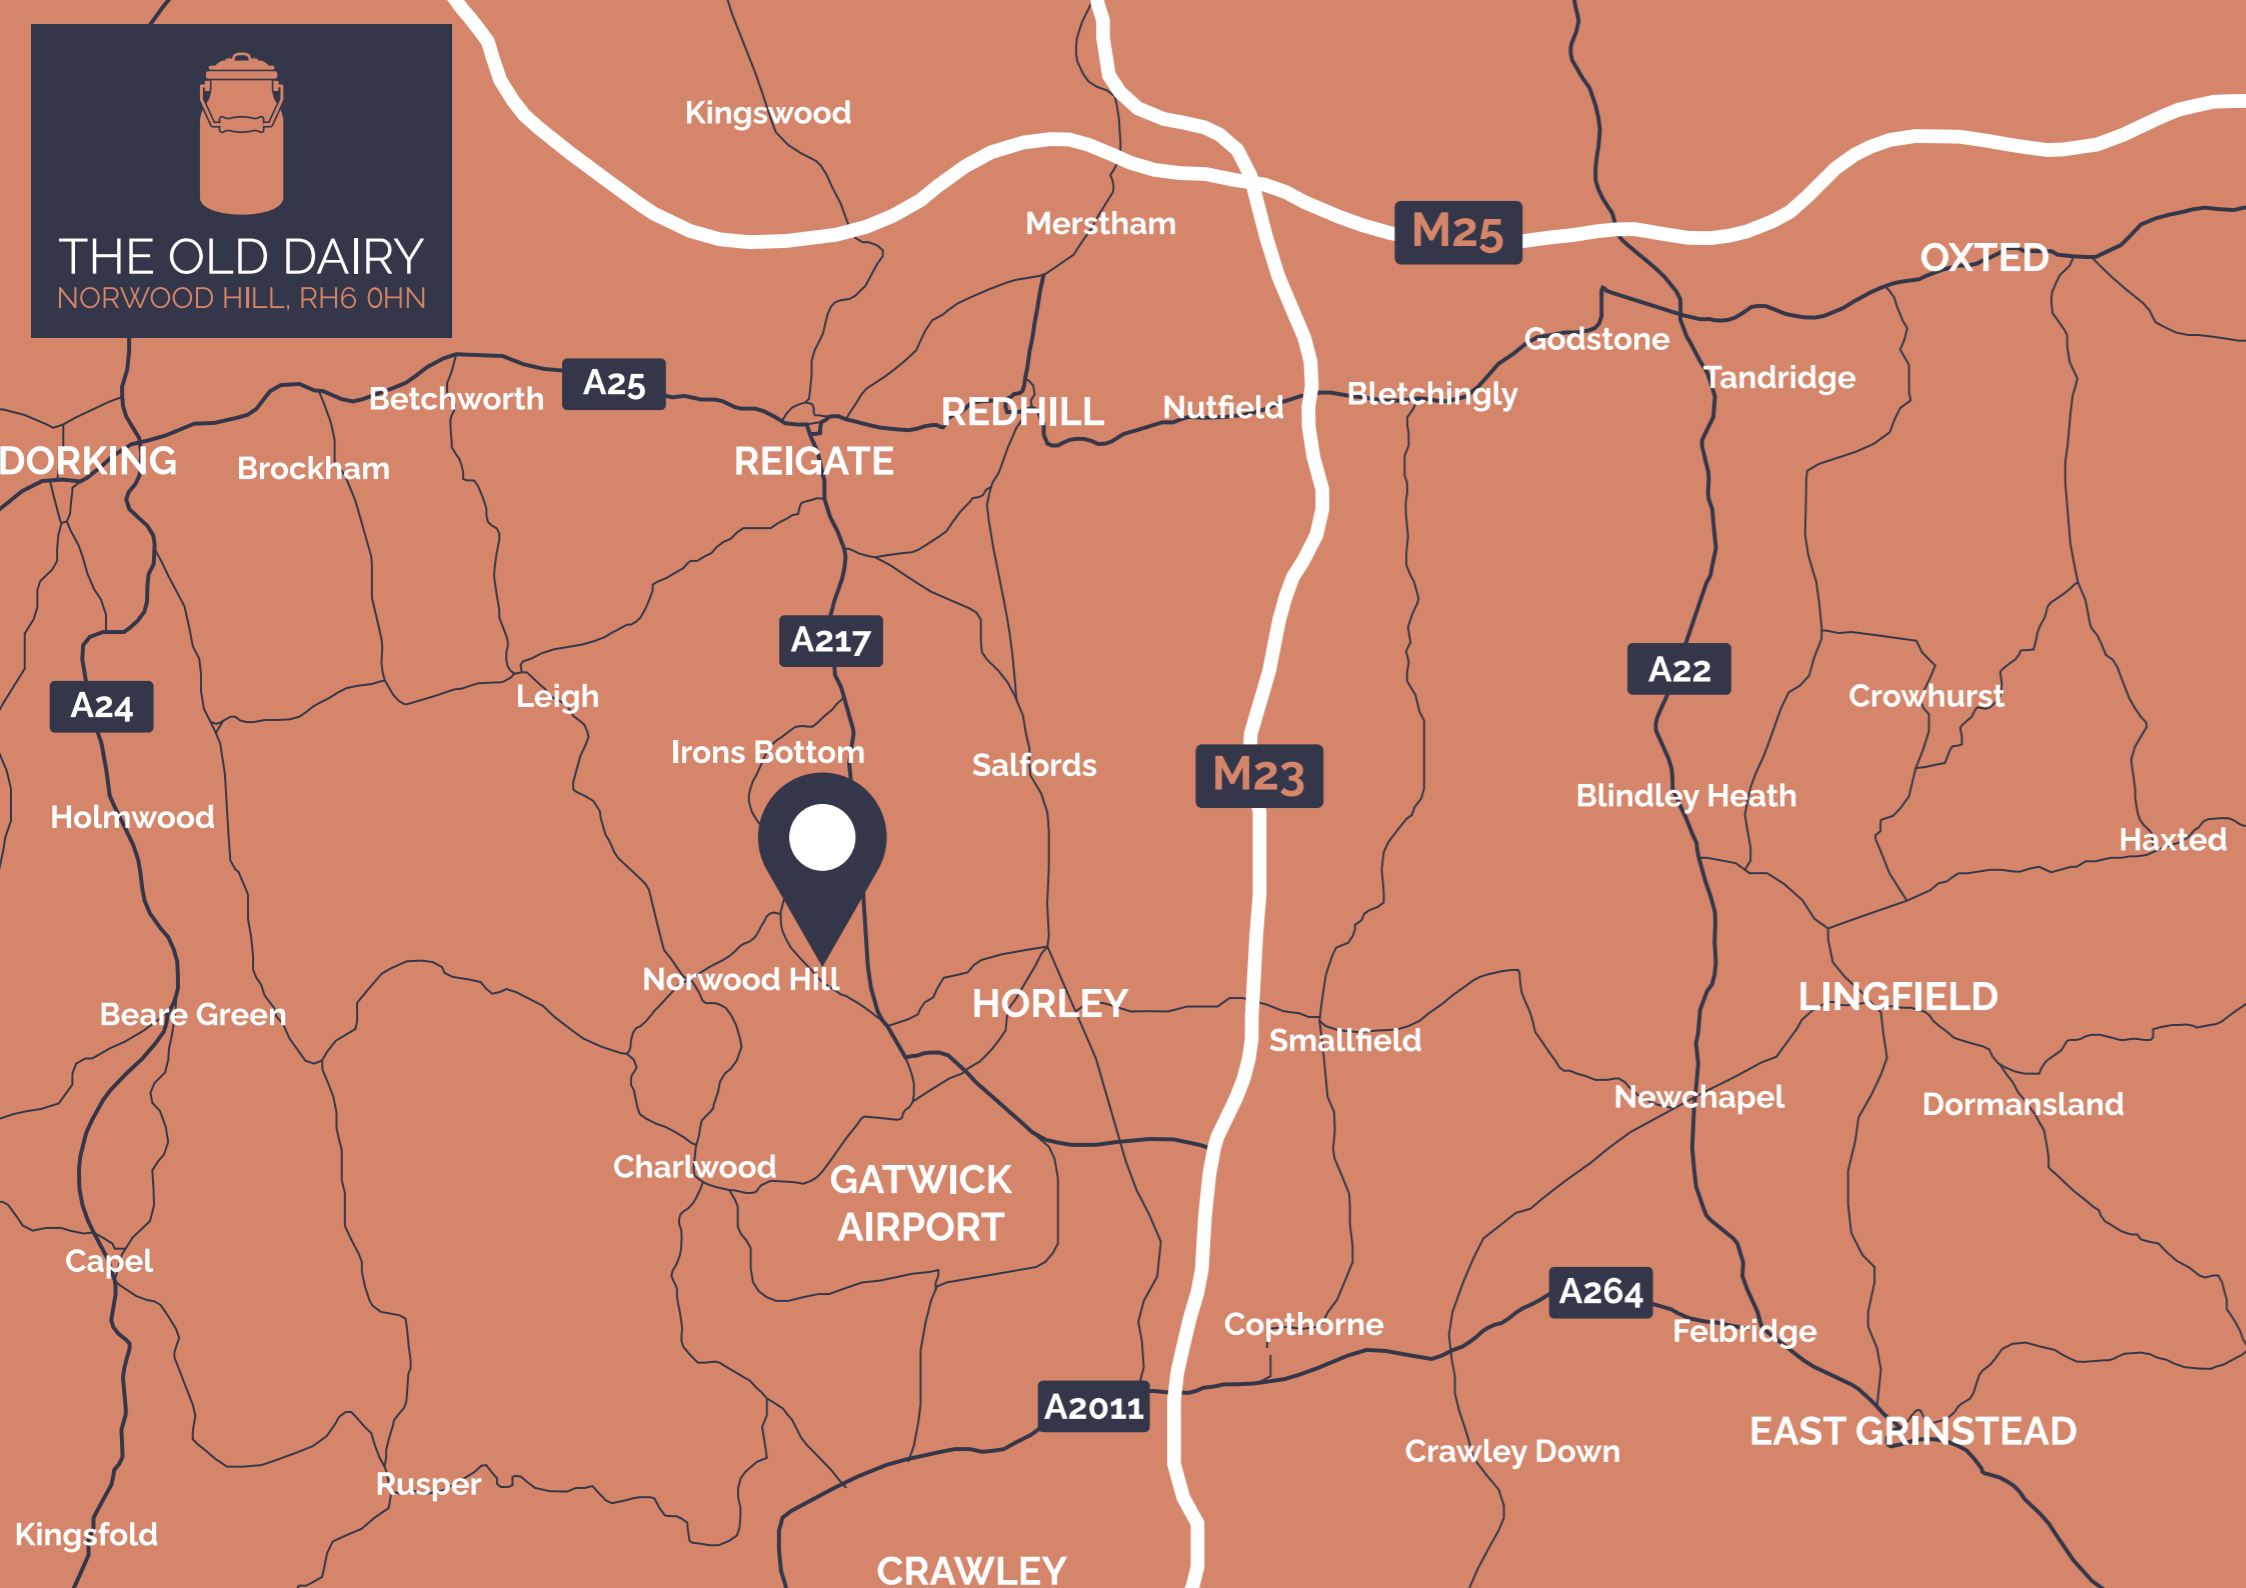 THE OLD DAIRY
NORWOOD HILL, RH6 0HN
Kingswood
Merstham
M25
OXTED
Godstone
Tandridge
Betchworth
A25
REDHILL
Nutfield
Bletchingly
DORKING
Brockham
REIGATE
A217
A22
Leigh
A24
Crowhurst
Irons Bottom
Salfords
M23
Blindley Heath
Holmwood
Haxted
Norwood Hill
HORLEY
LINGFIELD
Beare Green
Smallfield
Newchapel
Dormansland
Charlwood
GATWICK
AIRPORT
Capel
A264
Copthorne
Felbridge
A2011
EAST GRINSTEAD
Crawley Down
Rusper
Kingsfold
CRAWLEY